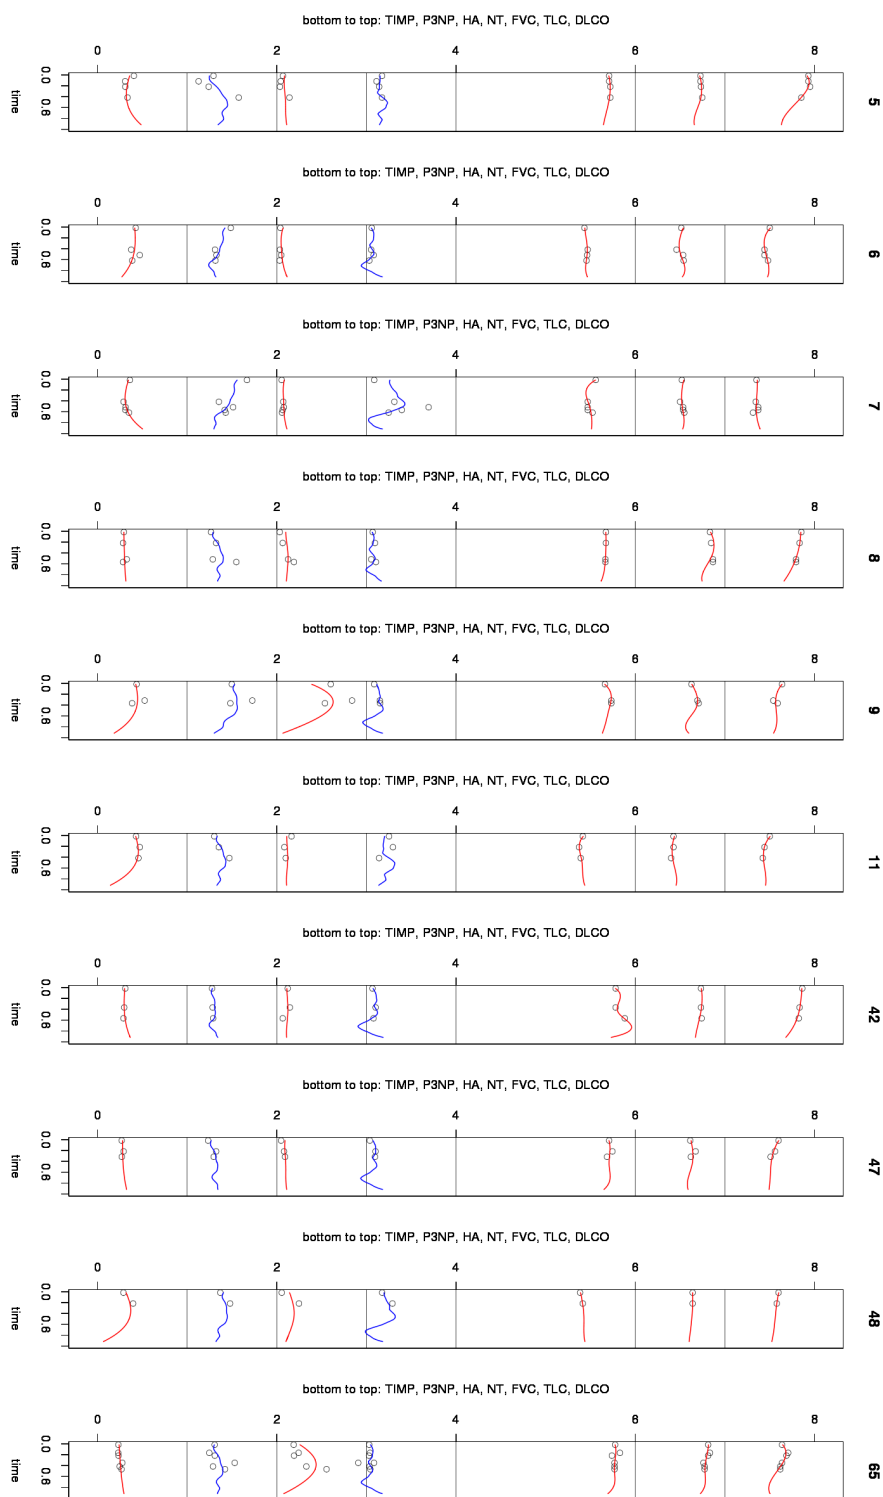 bottom to top: TIMP, P3NP, HA, NT, FVC, TLC, DLCO
0 2 4 6 8
0.0 0.6
time
5
bottom to top: TIMP, P3NP, HA, NT, FVC, TLC, DLCO
0 2 4 6 8
0.0 0.6
time
6
bottom to top: TIMP, P3NP, HA, NT, FVC, TLC, DLCO
0 2 4 6 8
0.0 0.6
time
7
bottom to top: TIMP, P3NP, HA, NT, FVC, TLC, DLCO
0 2 4 6 8
0.0 0.6
time
8
bottom to top: TIMP, P3NP, HA, NT, FVC, TLC, DLCO
0 2 4 6 8
0.0 0.6
time
9
bottom to top: TIMP, P3NP, HA, NT, FVC, TLC, DLCO
0 2 4 6 8
0.0 0.6
time
11
bottom to top: TIMP, P3NP, HA, NT, FVC, TLC, DLCO
0 2 4 6 8
0.0 0.6
time
42
bottom to top: TIMP, P3NP, HA, NT, FVC, TLC, DLCO
0 2 4 6 8
0.0 0.6
time
47
bottom to top: TIMP, P3NP, HA, NT, FVC, TLC, DLCO
0 2 4 6 8
0.0 0.6
time
48
bottom to top: TIMP, P3NP, HA, NT, FVC, TLC, DLCO
0 2 4 6 8
0.0 0.6
time
65